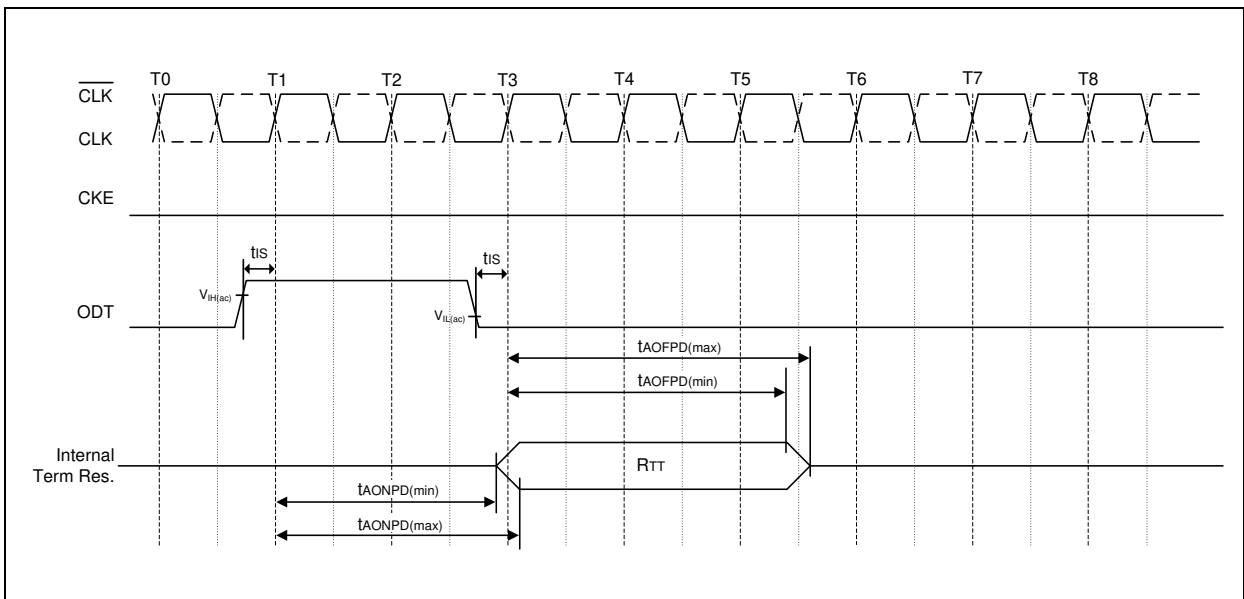 T0 T1 T2 T3 T4 T5 T6 T7 T8
CLK
CLK
CKE
tIS
tIS
VIH(ac)
ODT
VIL(ac)
tAOFPD(max)
tAOFPD(min)
Internal
Term Res.
RTT
tAONPD(min)
tAONPD(max)